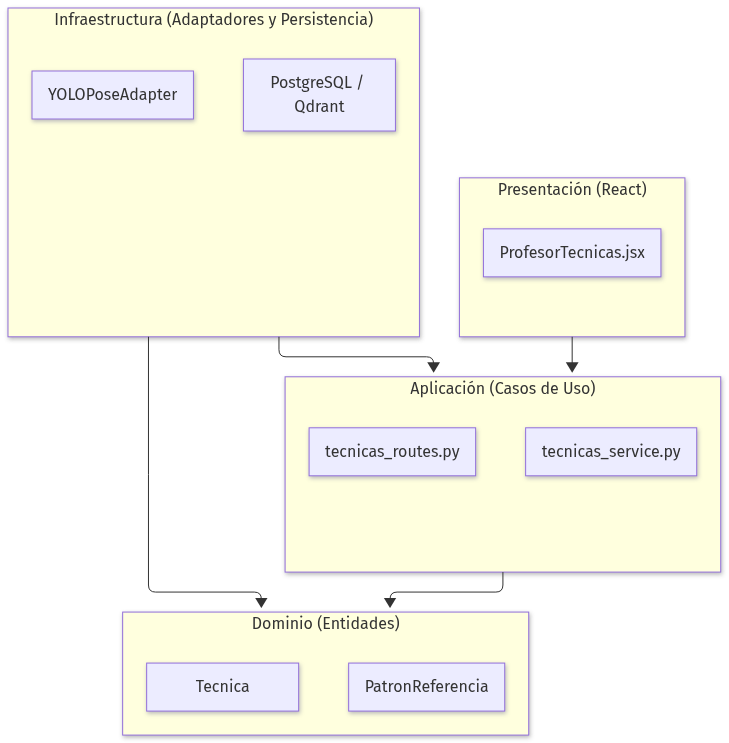 Infraestructura (Adaptadores y Persistencia)
YOLOPoseAdapter
PostgreSQL /
Qdrant
Presentación (React)
ProfesorTecnicas.jsx
Aplicación (Casos de Uso)
tecnicas_routes.py
tecnicas_service.py
Dominio (Entidades)
Tecnica
PatronReferencia